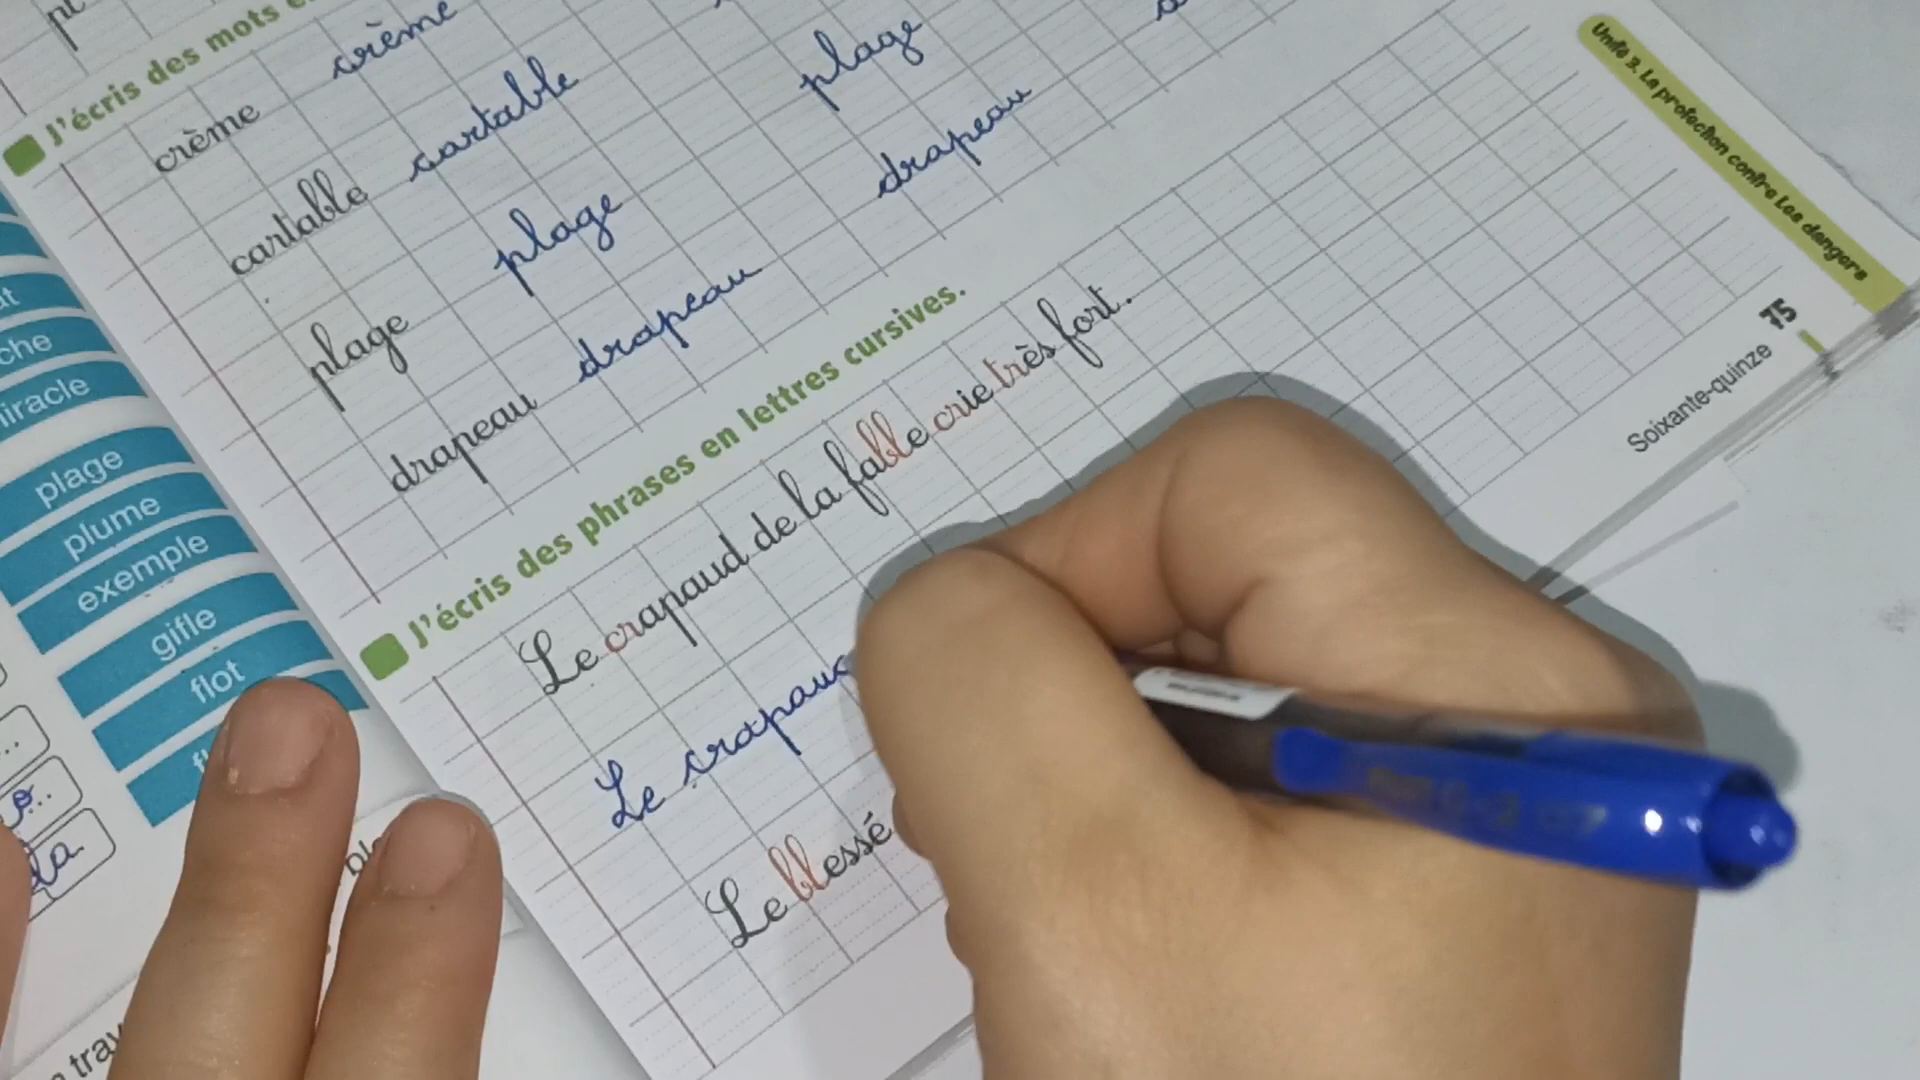 J'écris des mots
crème crème
cartable cartable
plage plage plage
drapeau drapeau drapeau
J'écris des phrases en lettres cursives.
Le crapaud de la fable crie très fort.
Le crapau
Le blessé
Unité 3. La protection contre les dangers
Soixante-quinze 75
che
iracle
plage
plume
exemple
gifle
flot
la